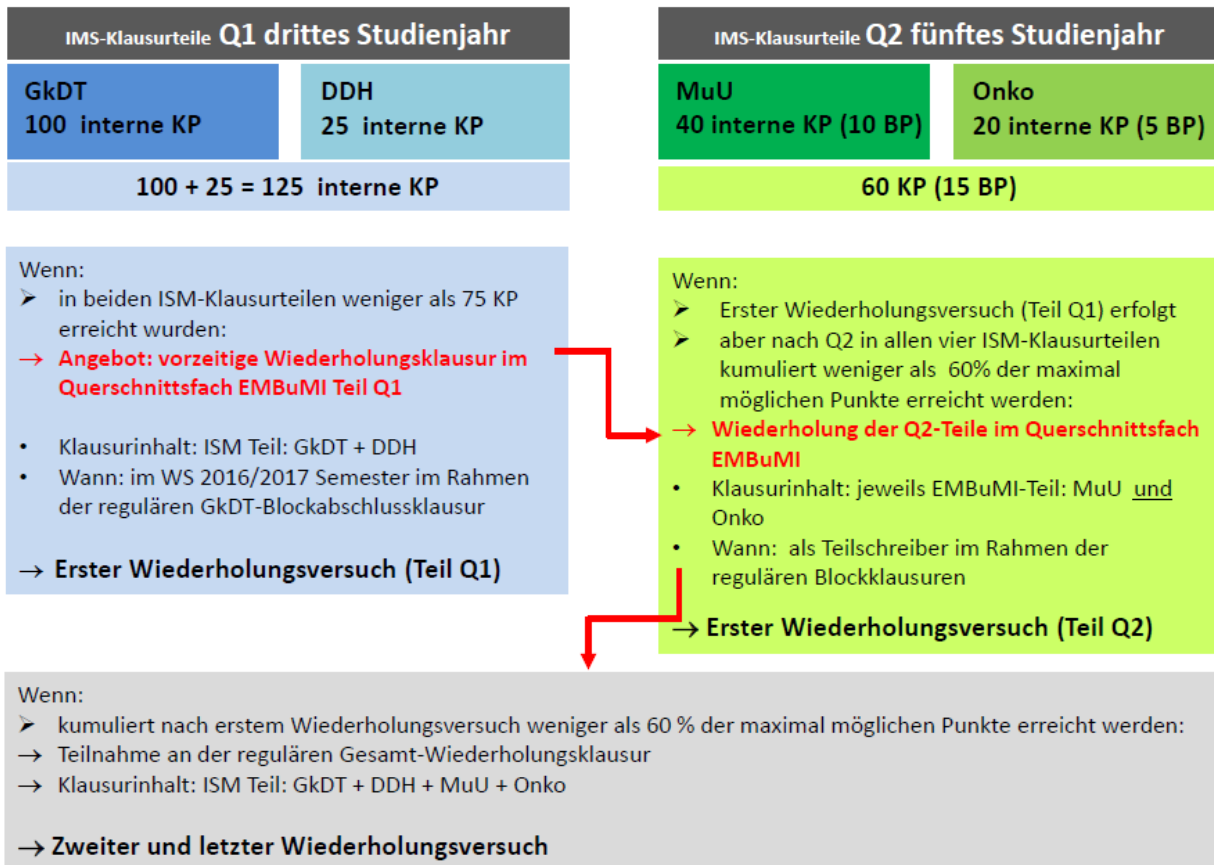 IMS-Klausurteile Q1 drittes Studienjahr
GkDT
100 interne KP
DDH
25 interne KP
100 + 25 = 125 interne KP
Wenn:
➢ in beiden ISM-Klausurteilen weniger als 75 KP
erreicht wurden:
→ Angebot: vorzeitige Wiederholungsklausur im
Querschnittsfach EMBuMI Teil Q1
• Klausurinhalt: ISM Teil: GkDT + DDH
• Wann: im WS 2016/2017 Semester im Rahmen
der regulären GkDT-Blockabschlussklausur
→ Erster Wiederholungsversuch (Teil Q1)
IMS-Klausurteile Q2 fünftes Studienjahr
MuU
40 interne KP (10 BP)
Onko
20 interne KP (5 BP)
60 KP (15 BP)
Wenn:
➢ Erster Wiederholungsversuch (Teil Q1) erfolgt
➢ aber nach Q2 in allen vier ISM-Klausurteilen
kumuliert weniger als 60% der maximal
möglichen Punkte erreicht werden:
→ Wiederholung der Q2-Teile im Querschnittsfach
EMBuMI
• Klausurinhalt: jeweils EMBuMI-Teil: MuU und
Onko
• Wann: als Teilschreiber im Rahmen der
regulären Blockklausuren
→ Erster Wiederholungsversuch (Teil Q2)
Wenn:
➢ kumuliert nach erstem Wiederholungsversuch weniger als 60 % der maximal möglichen Punkte erreicht werden:
→ Teilnahme an der regulären Gesamt-Wiederholungsklausur
→ Klausurinhalt: ISM Teil: GkDT + DDH + MuU + Onko
→ Zweiter und letzter Wiederholungsversuch